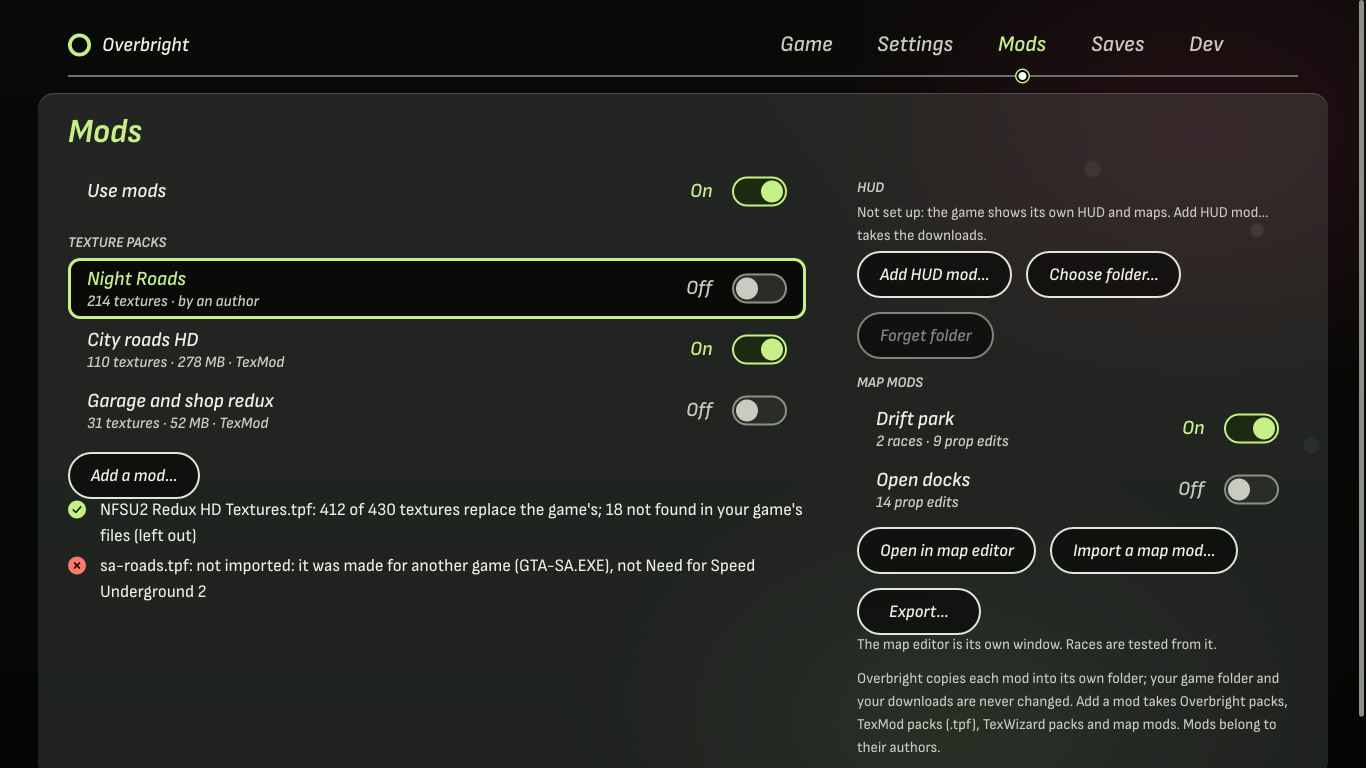 Overbright
Game
Settings
Mods
Saves
Dev
Mods
Use mods
On
TEXTURE PACKS
Night Roads
214 textures · by an author
Off
City roads HD
110 textures · 278 MB · TexMod
On
Garage and shop redux
31 textures · 52 MB · TexMod
Off
Add a mod...
NFSU2 Redux HD Textures.tpf: 412 of 430 textures replace the game's; 18 not found in your game's
files (left out)
sa-roads.tpf: not imported: it was made for another game (GTA-SA.EXE), not Need for Speed
Underground 2
HUD
Not set up: the game shows its own HUD and maps. Add HUD mod...
takes the downloads.
Add HUD mod...
Choose folder...
Forget folder
MAP MODS
Drift park
2 races · 9 prop edits
On
Open docks
14 prop edits
Off
Open in map editor
Import a map mod...
Export...
The map editor is its own window. Races are tested from it.
Overbright copies each mod into its own folder; your game folder and
your downloads are never changed. Add a mod takes Overbright packs,
TexMod packs (.tpf), TexWizard packs and map mods. Mods belong to
their authors.